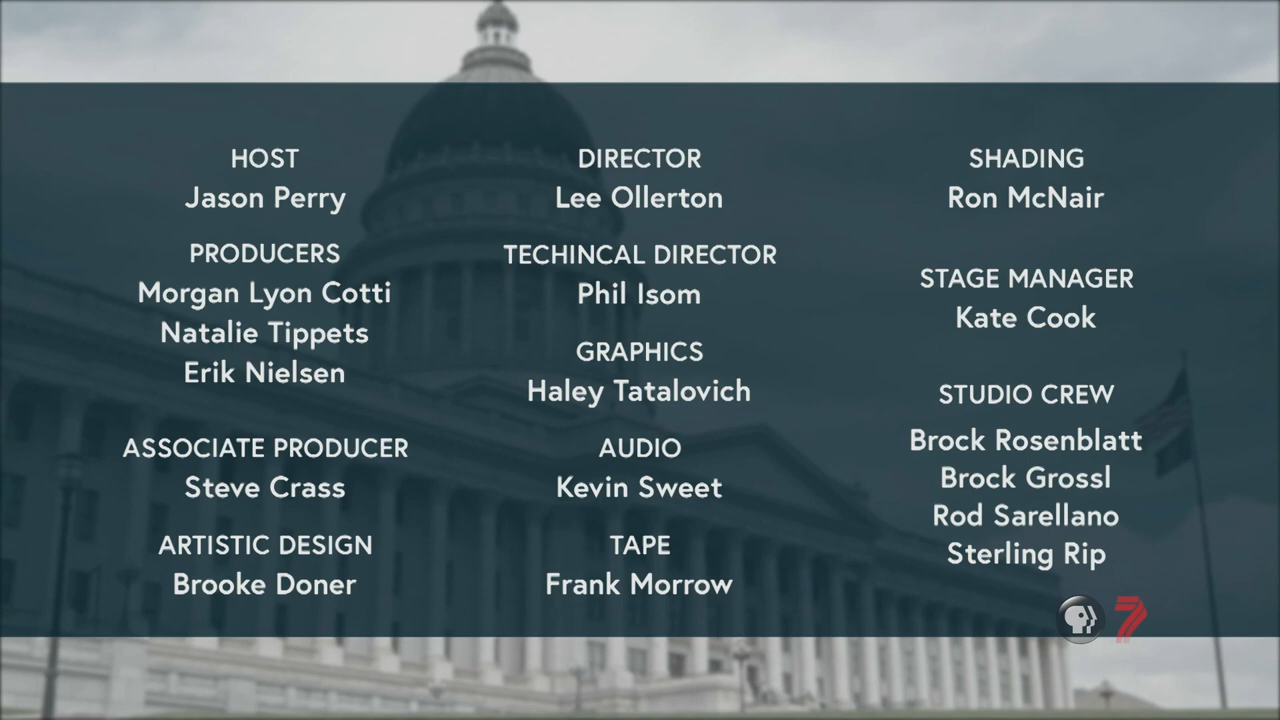 HOST
Jason Perry
PRODUCERS
Morgan Lyon Cotti
Natalie Tippets
Erik Nielsen
ASSOCIATE PRODUCER
Steve Crass
ARTISTIC DESIGN
Brooke Doner
DIRECTOR
Lee Ollerton
TECHINCAL DIRECTOR
Phil Isom
GRAPHICS
Haley Tatalovich
AUDIO
Kevin Sweet
TAPE
Frank Morrow
SHADING
Ron McNair
STAGE MANAGER
Kate Cook
STUDIO CREW
Brock Rosenblatt
Brock Grossl
Rod Sarellano
Sterling Rip
7